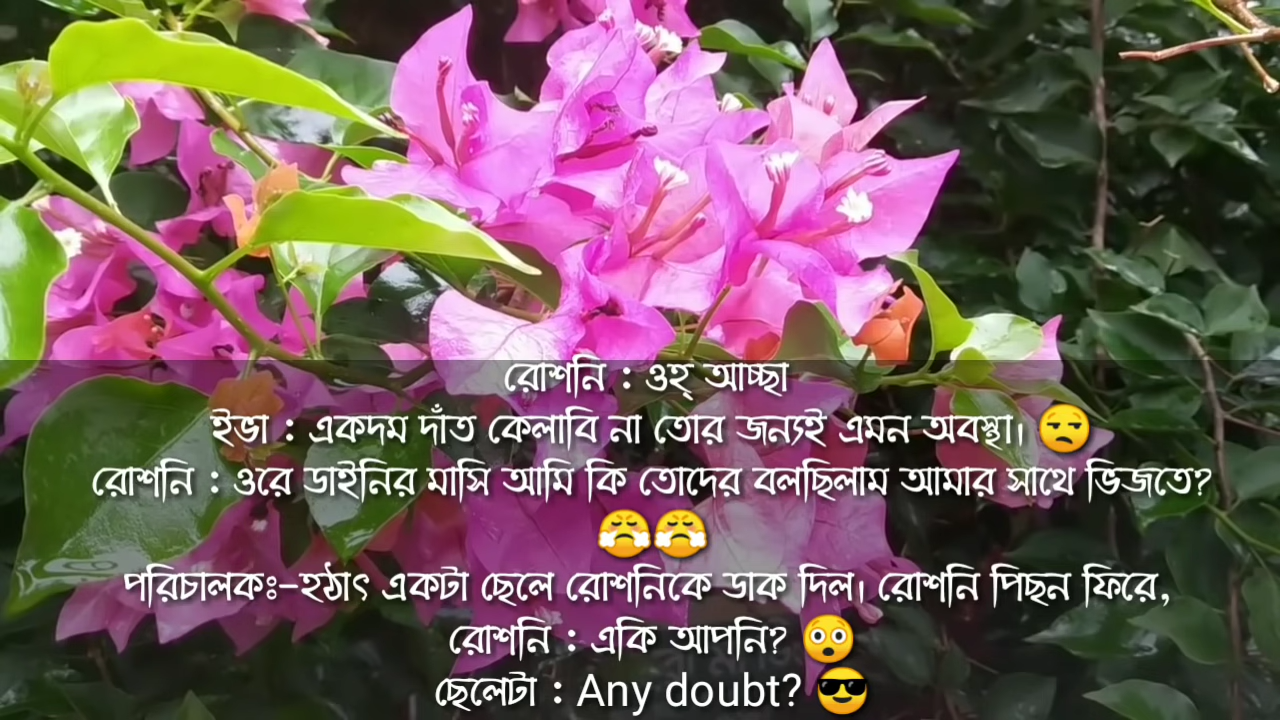 রোশনি : ওহ্ আচ্ছা
ইভা : একদম দাঁত কেলাবি না তোর জন্যই এমন অবস্থা। 😒
রোশনি : ওরে ডাইনির মাসি আমি কি তোদের বলছিলাম আমার সাথে ভিজতে?
😤😤
পরিচালকঃ-হঠাৎ একটা ছেলে রোশনিকে ডাক দিল। রোশনি পিছন ফিরে,
রোশনি : একি আপনি? 😲
ছেলেটা : Any doubt? 😎